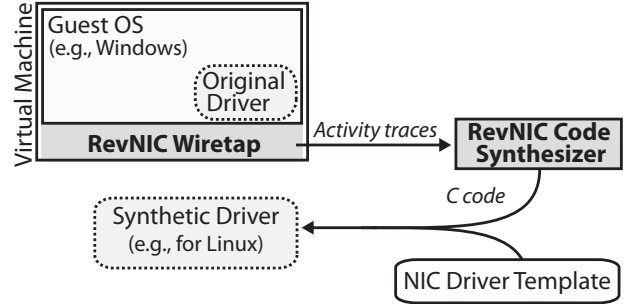 Virtual Machine
Guest OS
(e.g., Windows)
Original
Driver
RevNIC Wiretap
Activity traces
RevNIC Code
Synthesizer
C code
Synthetic Driver
(e.g., for Linux)
NIC Driver Template